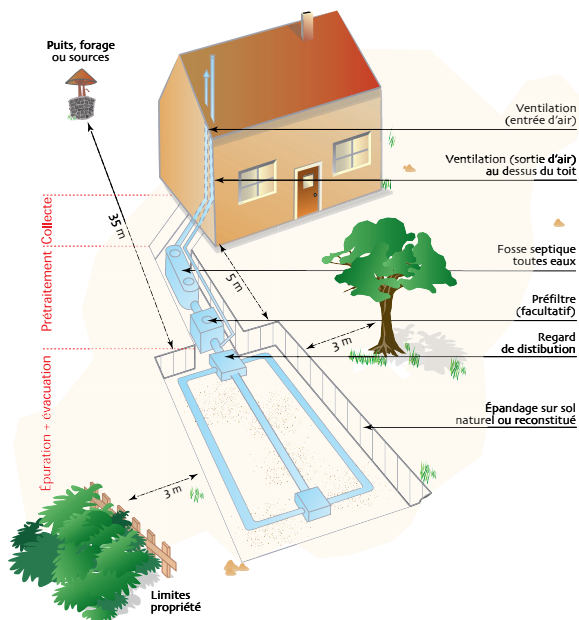 Puits, forage
ou sources
Ventilation
(entrée d'air)
Ventilation (sortie d'air)
au dessus du toit
35 m
Collecte
Prétraitement
5 m
Fosse septique
toutes eaux
Préfiltre
(facultatif)
3 m
Regard
de distibution
Épuration + évacuation
Épandage sur sol
naturel ou reconstitué
3 m
Limites
propriété